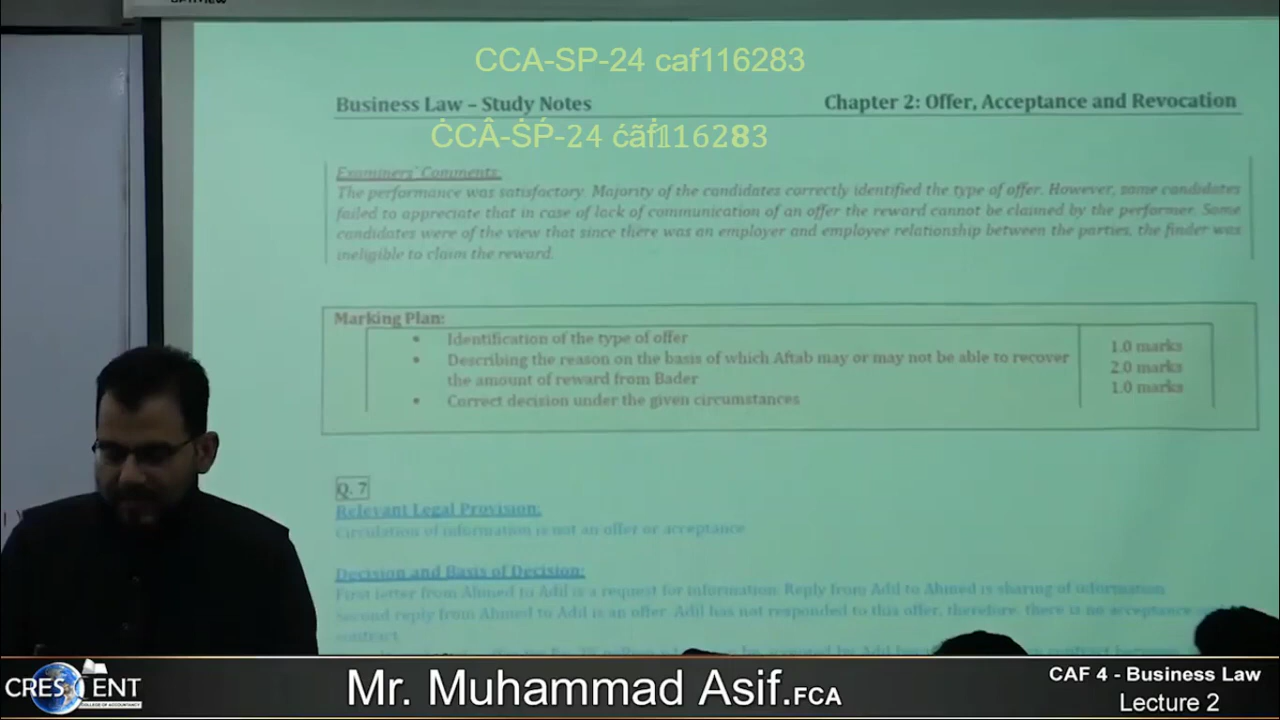 CCA-SP-24 caf116283
Business Law – Study Notes Chapter 2: Offer, Acceptance and Revocation
ĊCÂ-ṠṔ-24 ćãḟ𝟙162𝟴3
Examiners' Comments:
The performance was satisfactory. Majority of the candidates correctly identified the type of offer. However, some candidates
failed to appreciate that in case of lack of communication of an offer the reward cannot be claimed by the performer. Some
candidates were of the view that since there was an employer and employee relationship between the parties, the finder was
ineligible to claim the reward.
Marking Plan:
• Identification of the type of offer 1.0 marks
• Describing the reason on the basis of which Aftab may or may not be able to recover 2.0 marks
the amount of reward from Bader
• Correct decision under the given circumstances 1.0 marks
Q. 7
Relevant Legal Provision:
Circulation of information is not an offer or acceptance
Decision and Basis of Decision:
First letter from Ahmed to Adil is a request for information. Reply from Adil to Ahmed is sharing of information.
Second reply from Ahmed to Adil is an offer. Adil has not responded to this offer, therefore, there is no acceptance
contract.
CRESCENT
COLLEGE OF ACCOUNTANCY
Mr. Muhammad Asif.FCA
CAF 4 - Business Law
Lecture 2